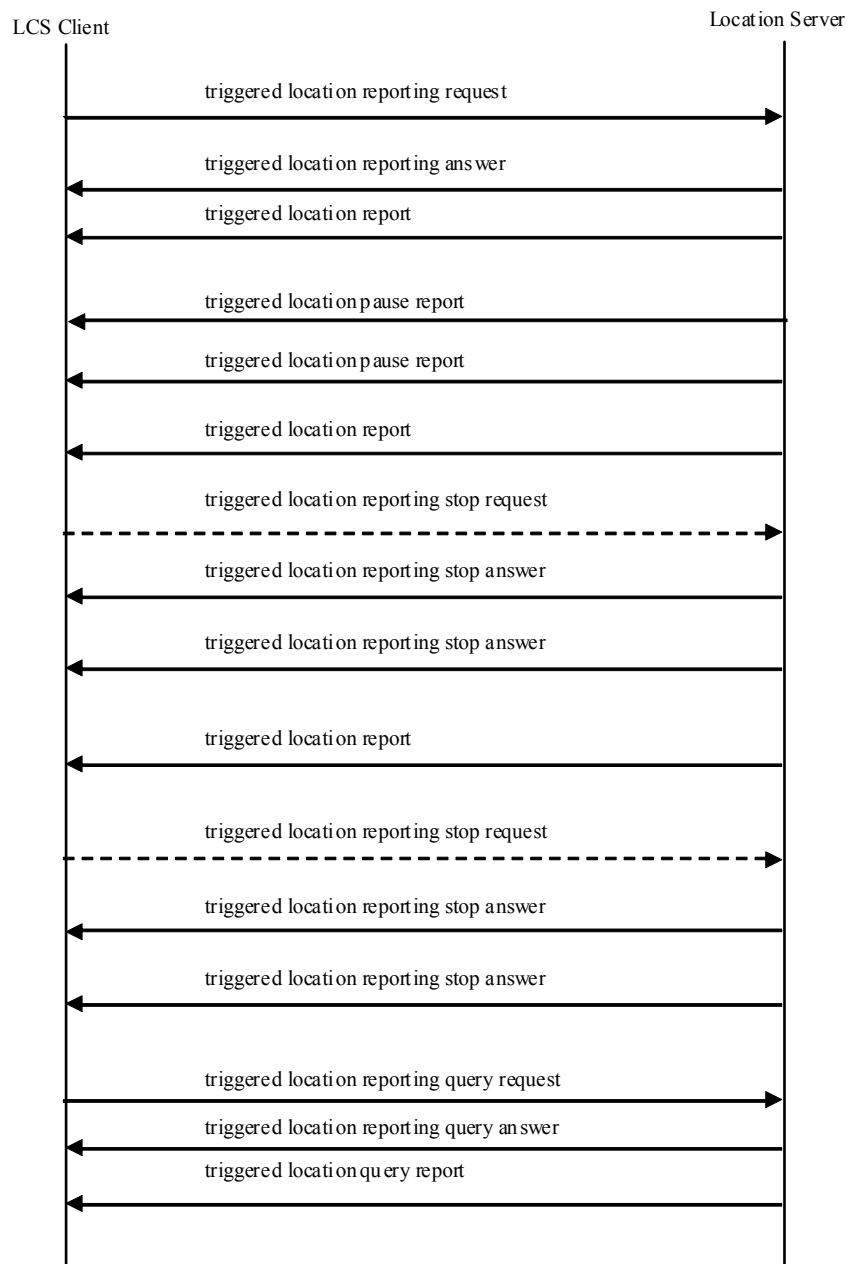 LCS Client
Location Server
triggered location reporting request
triggered location reporting answer
triggered location report
triggered location pause report
triggered location pause report
triggered location report
triggered location reporting stop request
triggered location reporting stop answer
triggered location reporting stop answer
triggered location report
triggered location reporting stop request
triggered location reporting stop answer
triggered location reporting stop answer
triggered location reporting query request
triggered location reporting query answer
triggered location query report